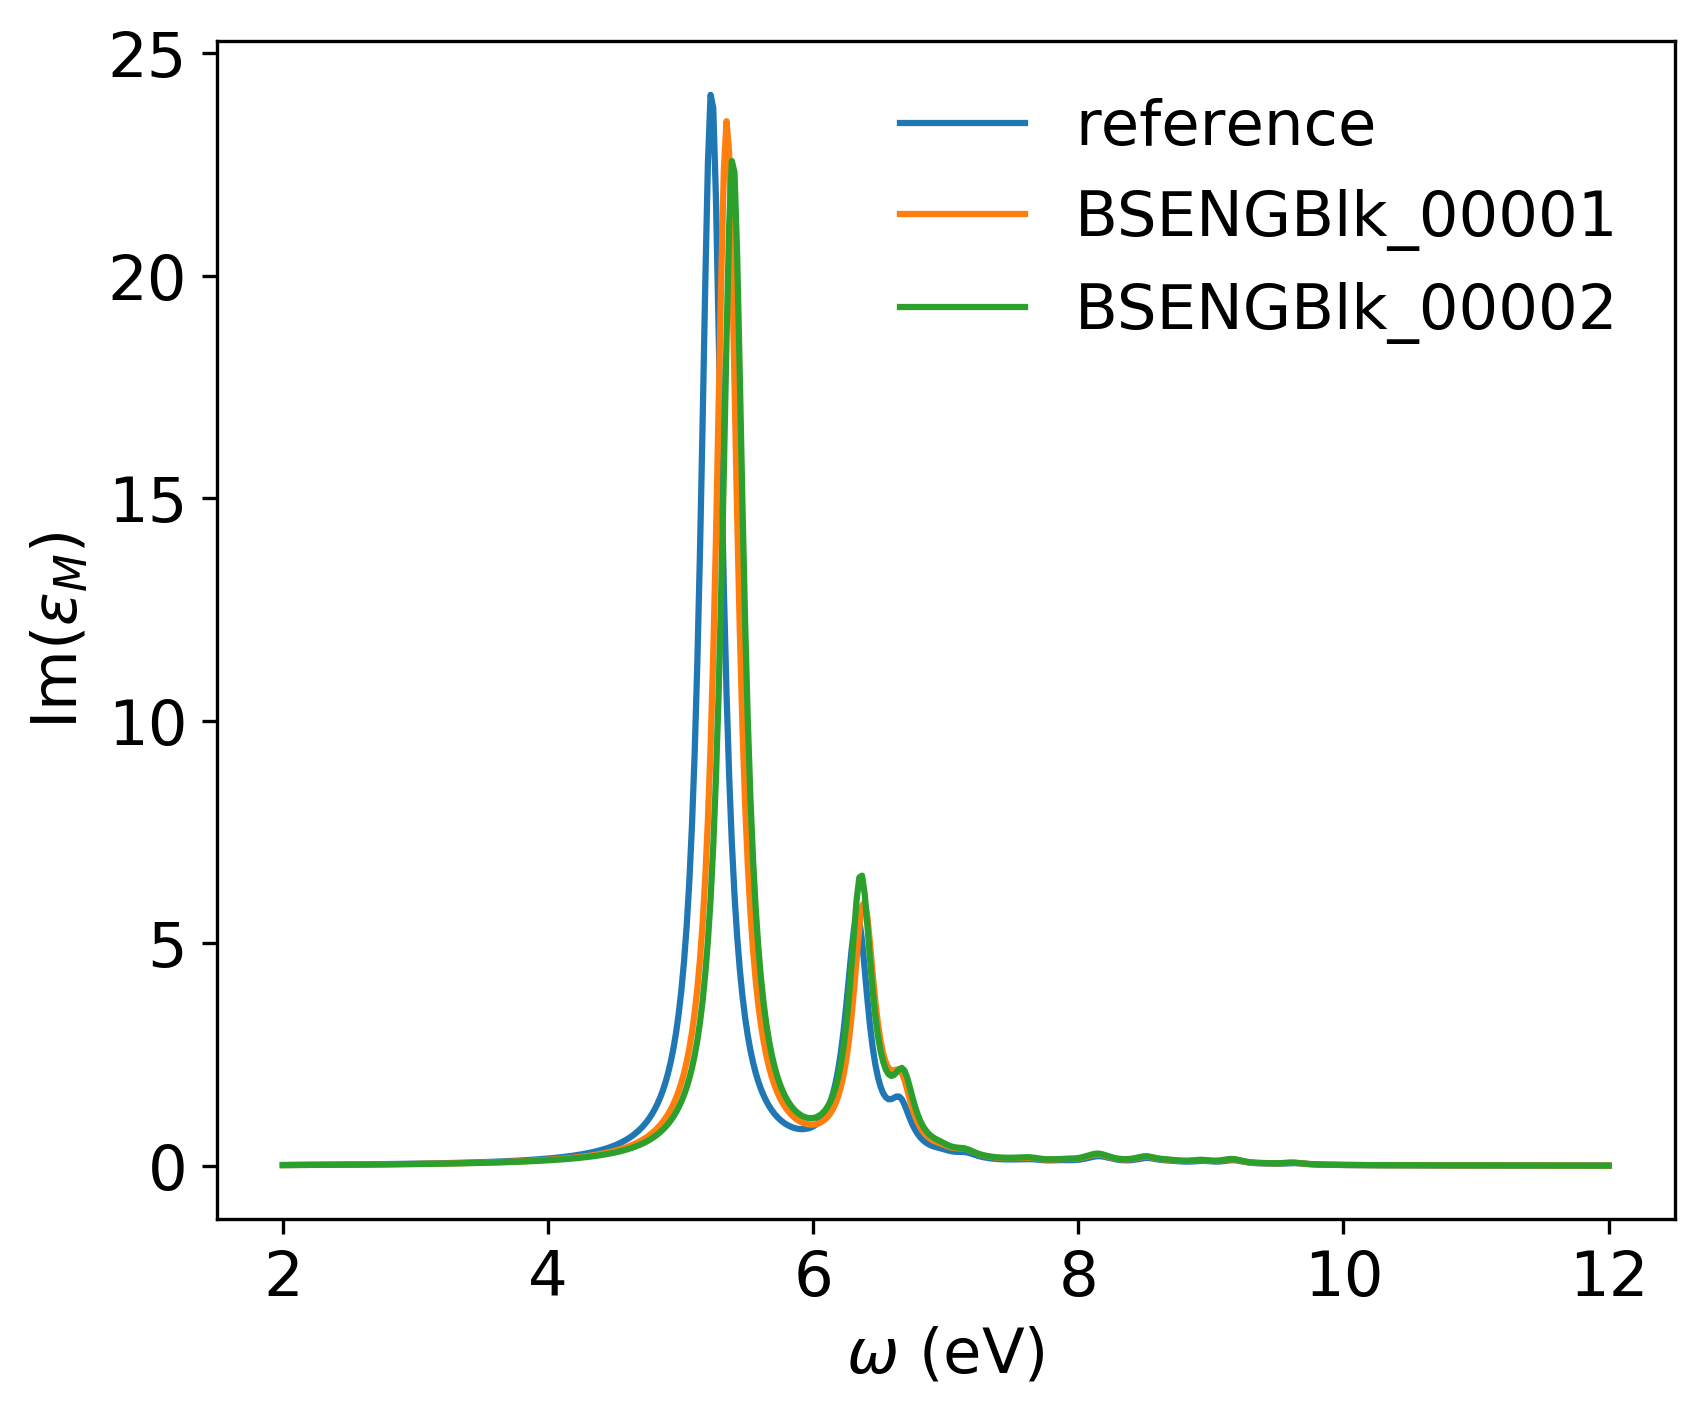 25
20
15
10
5
0
Im(ε_M)
reference
BSENGBlk_00001
BSENGBlk_00002
2 4 6 8 10 12
ω (eV)